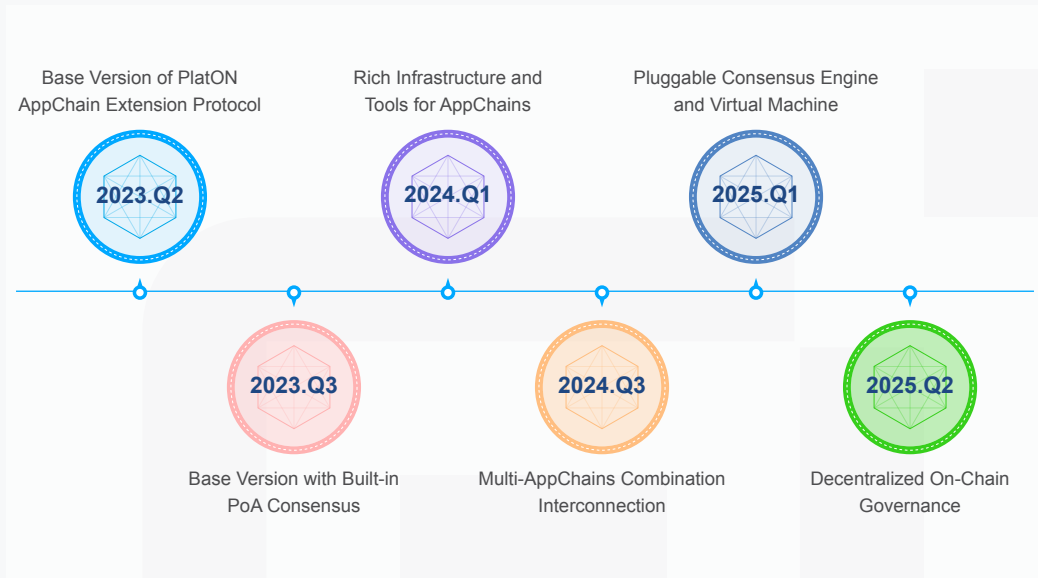 Base Version of PlatON
AppChain Extension Protocol
2023.Q2
Rich Infrastructure and
Tools for AppChains
2024.Q1
Pluggable Consensus Engine
and Virtual Machine
2025.Q1
2023.Q3
Base Version with Built-in
PoA Consensus
2024.Q3
Multi-AppChains Combination
Interconnection
2025.Q2
Decentralized On-Chain
Governance